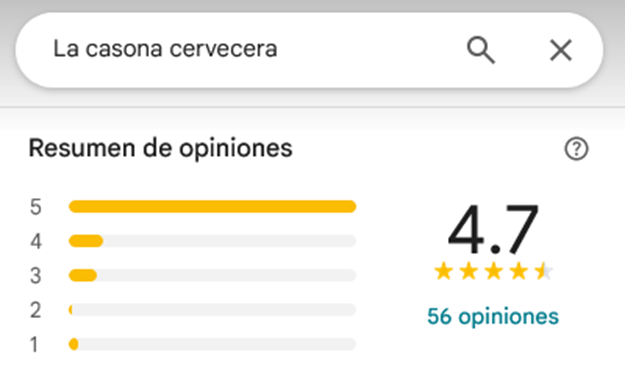 La casona cervecera
Resumen de opiniones
5
4
3
2
1
4.7
56 opiniones